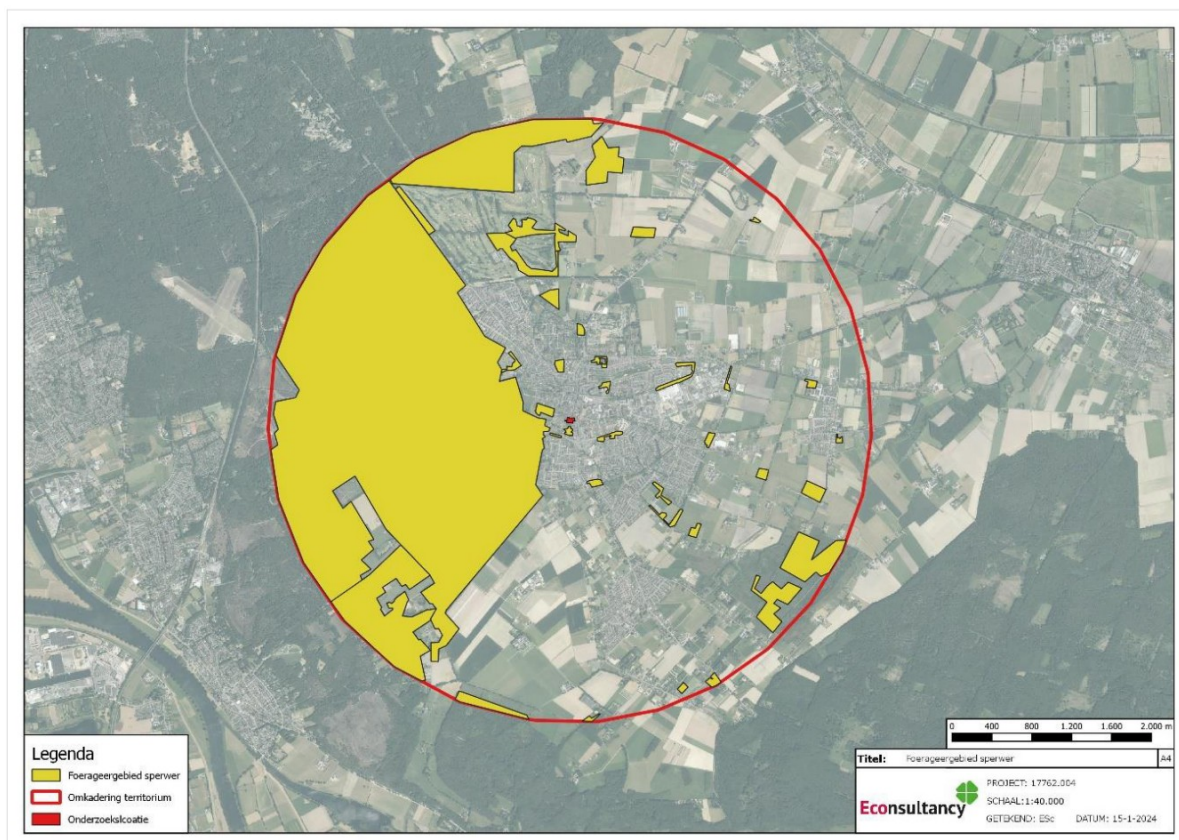 Legenda
Foerageergebied sperwer
Omkadering territorium
Onderzoekslcoatie
0 400 800 1.200 1.600 2.000 m
Titel: Foerageergebied sperwer A4
Econsultancy
PROJECT: 17762.004
SCHAAL:1:40.000
GETEKEND: ESc DATUM: 15-1-2024